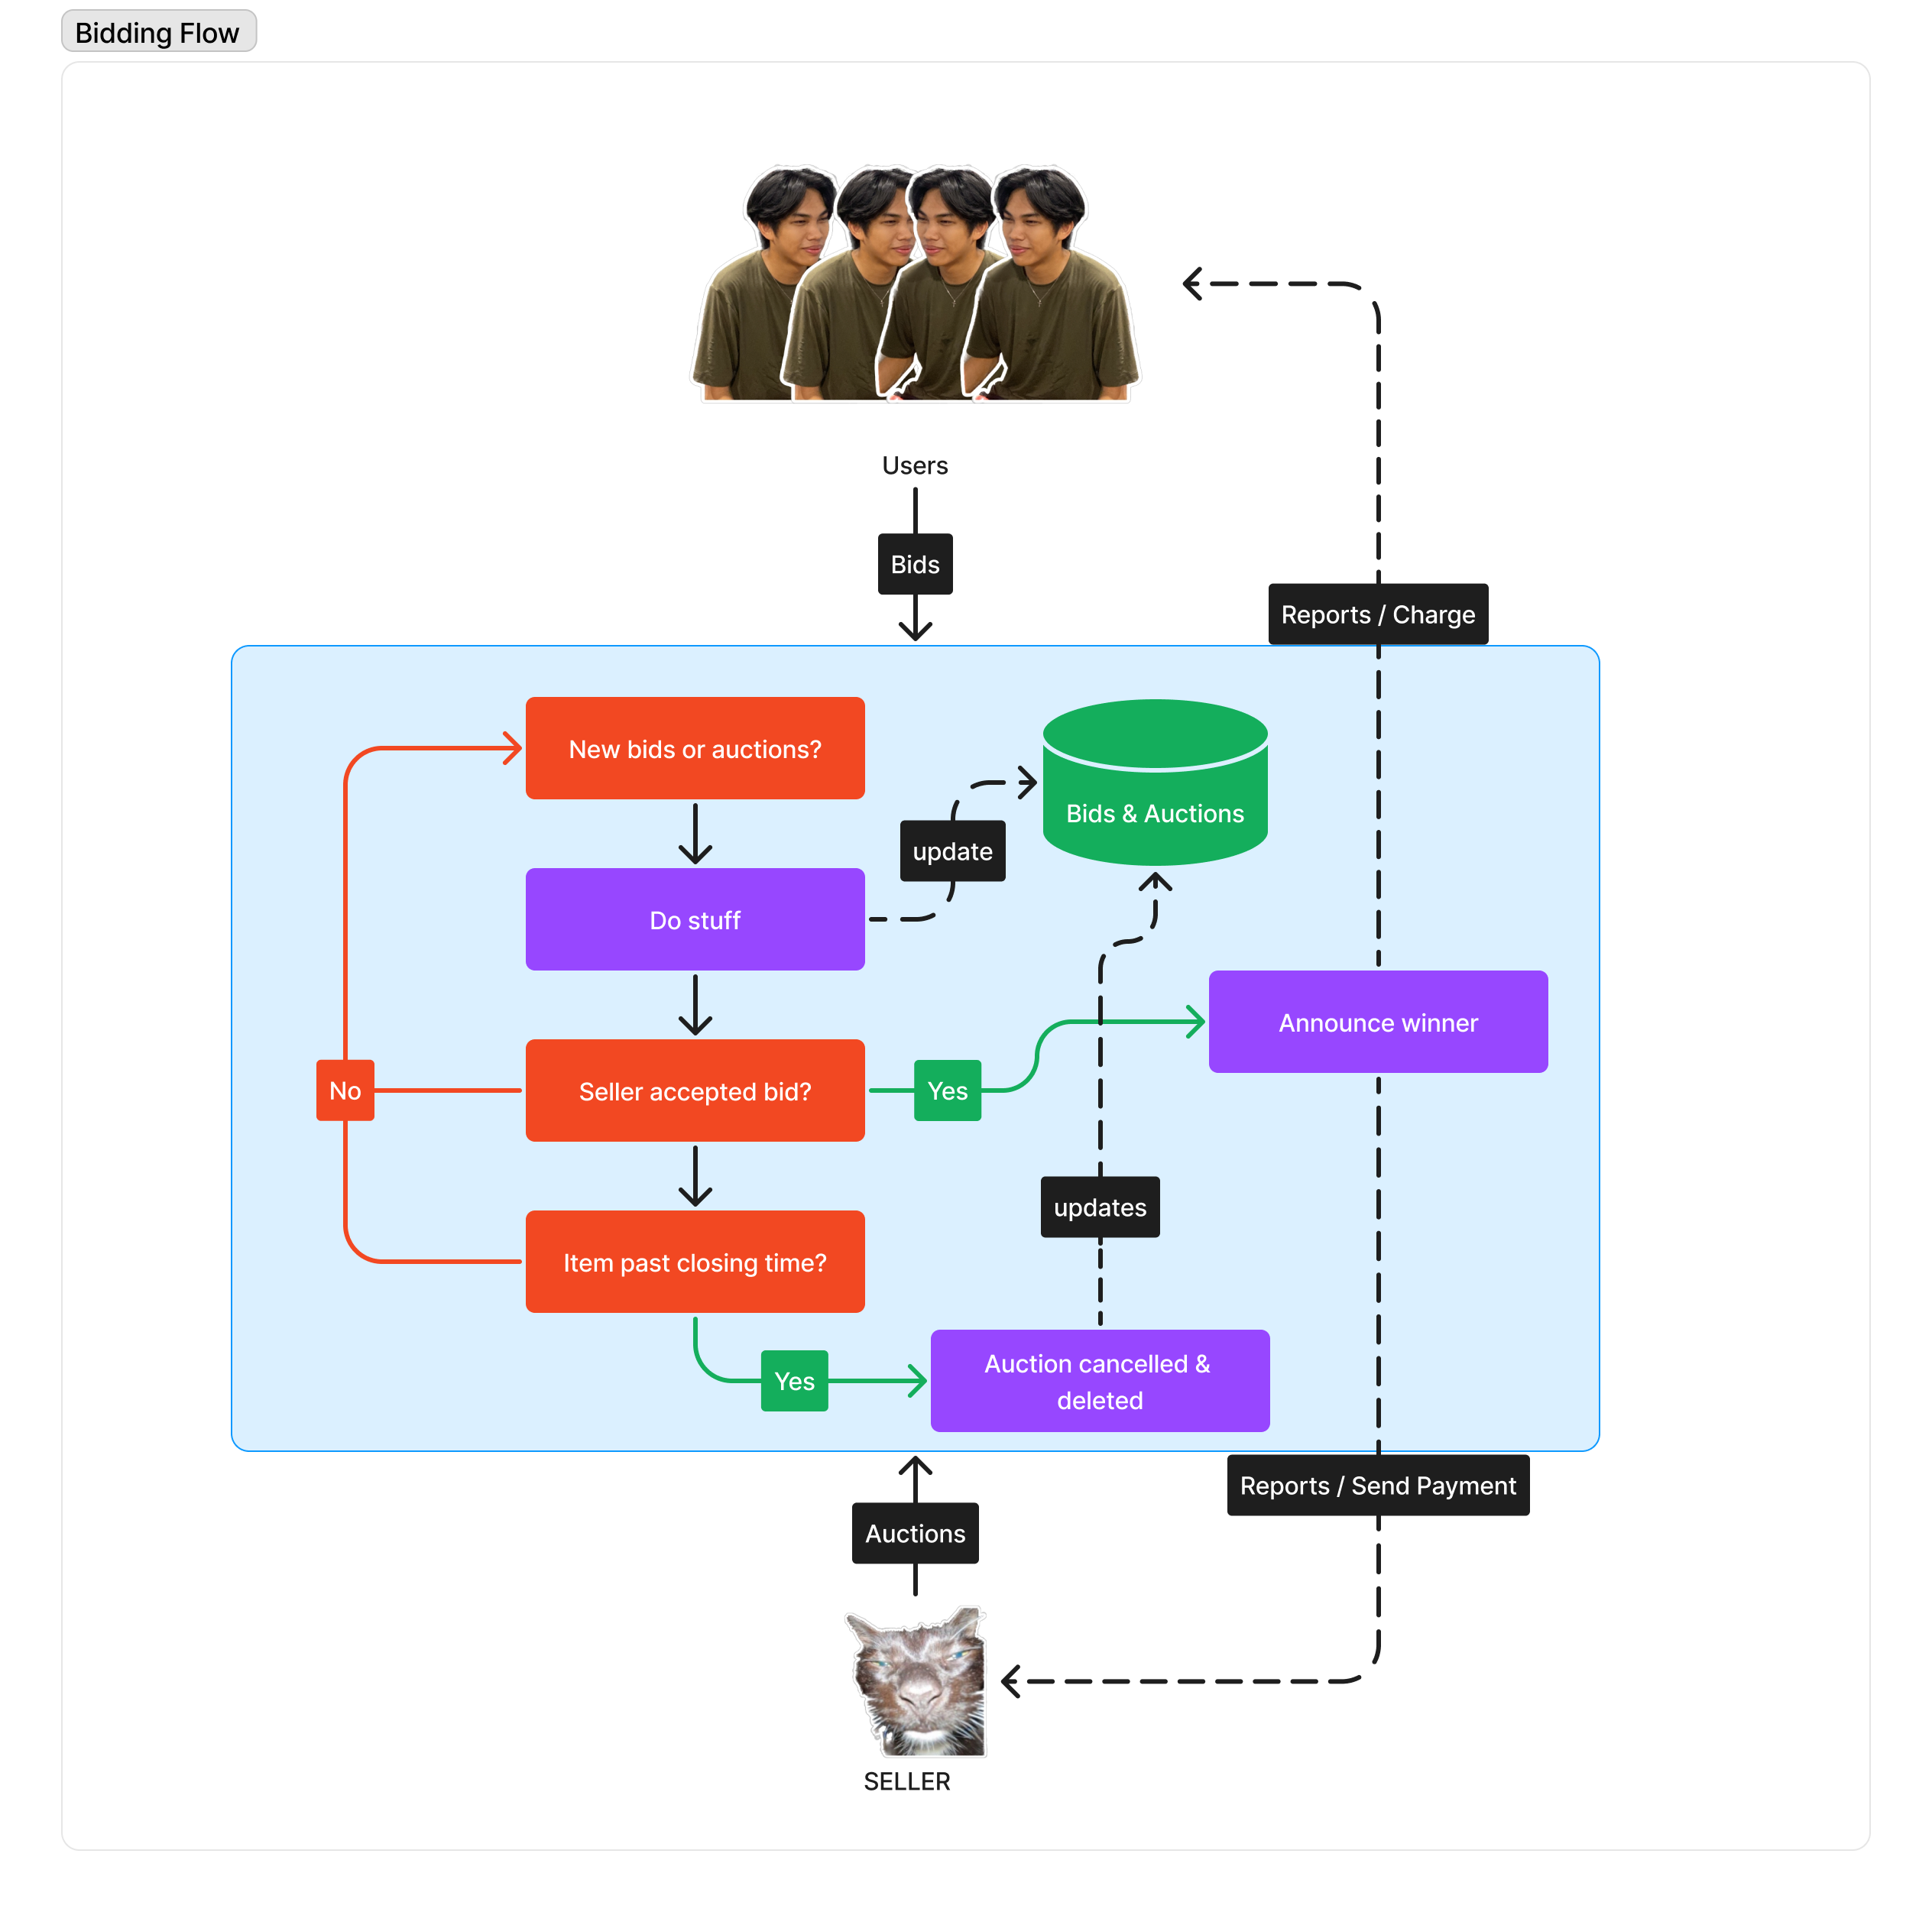 Bidding Flow
Users
Bids
Reports / Charge
New bids or auctions?
Bids & Auctions
update
Do stuff
Announce winner
Seller accepted bid?
No
Yes
updates
Item past closing time?
Auction cancelled &
deleted
Yes
Reports / Send Payment
Auctions
SELLER